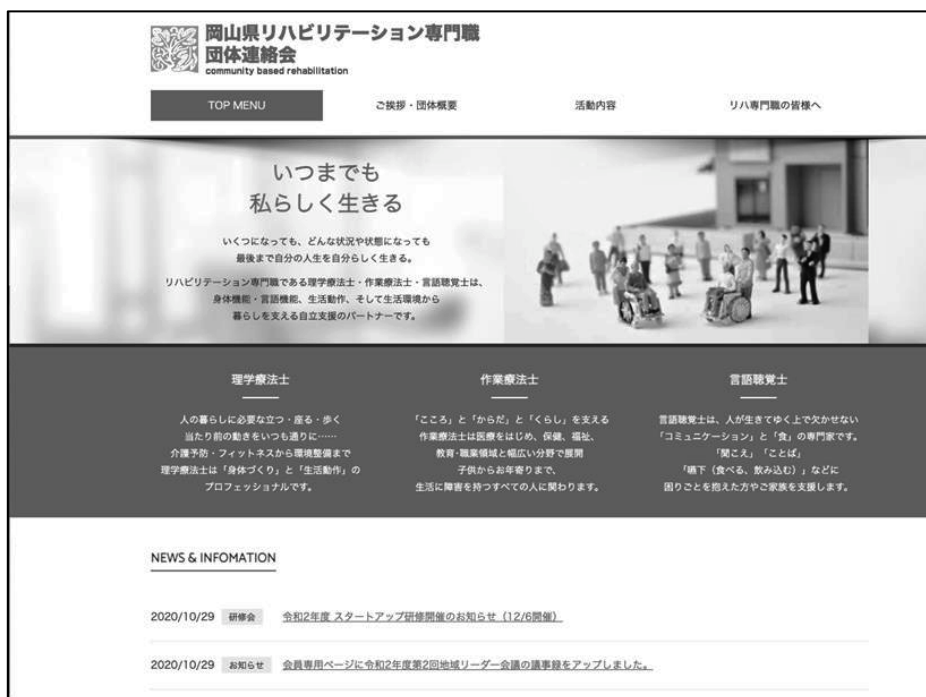 岡山県リハビリテーション専門職
団体連絡会
community based rehabilitation
TOP MENU
ご挨拶・団体概要
活動内容
リハ専門職の皆様へ
いつまでも
私らしく生きる
いくつになっても、どんな状況や状態になっても
最後まで自分の人生を自分らしく生きる。
リハビリテーション専門職である理学療法士・作業療法士・言語聴覚士は、
身体機能・言語機能、生活動作、そして生活環境から
暮らしを支える自立支援のパートナーです。
理学療法士
人の暮らしに必要な立つ・座る・歩く
当たり前の動きをいつも通りに……
介護予防・フィットネスから環境整備まで
理学療法士は「身体づくり」と「生活動作」の
プロフェッショナルです。
作業療法士
「こころ」と「からだ」と「くらし」を支える
作業療法士は医療をはじめ、保健、福祉、
教育・職業領域と幅広い分野で展開
子供からお年寄りまで、
生活に障害を持つすべての人に関わります。
言語聴覚士
言語聴覚士は、人が生きてゆく上で欠かせない
「コミュニケーション」と「食」の専門家です。
「聞こえ」「ことば」
「嚥下（食べる、飲み込む）」などに
困りごとを抱えた方やご家族を支援します。
NEWS & INFOMATION
2020/10/29 研修会 令和2年度 スタートアップ研修開催のお知らせ（12/6開催）
2020/10/29 お知らせ 会員専用ページに令和2年度第2回地域リーダー会議の議事録をアップしました。